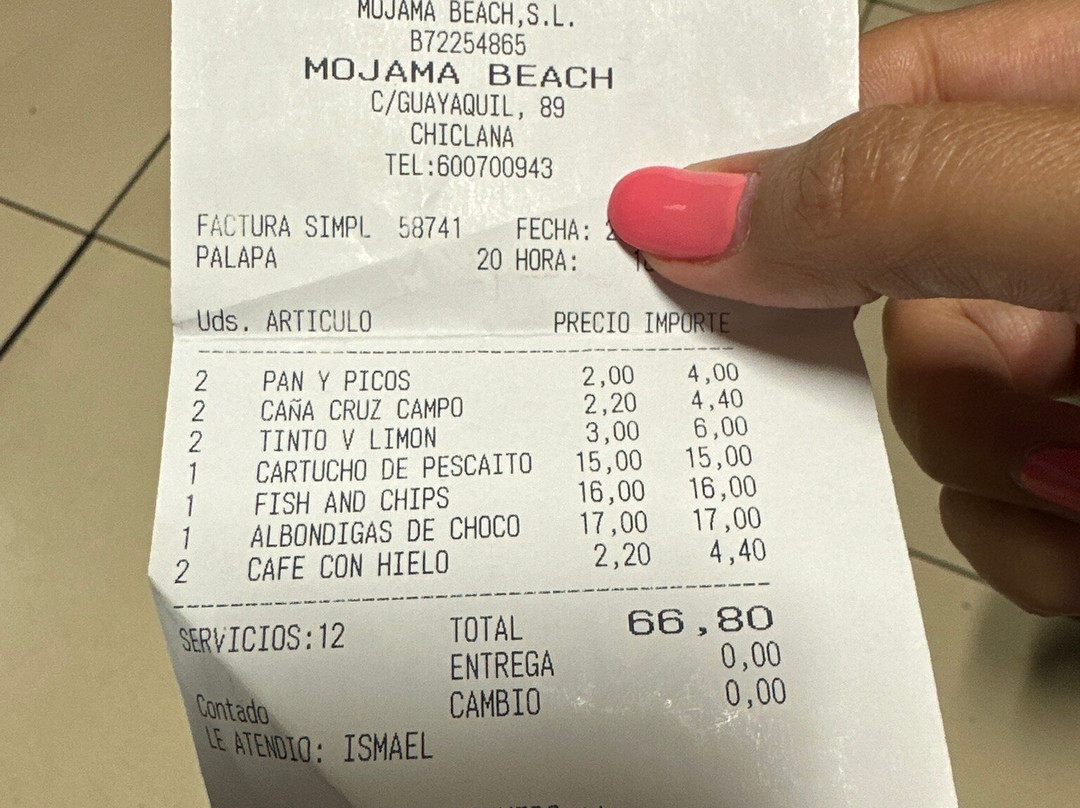 MOJAMA BEACH,S.L.
B72254865
MOJAMA BEACH
C/GUAYAQUIL, 89
CHICLANA
TEL:600700943
FACTURA SIMPL 58741 FECHA:
PALAPA 20 HORA:
Uds. ARTICULO PRECIO IMPORTE
2 PAN Y PICOS 2,00 4,00
2 CAÑA CRUZ CAMPO 2,20 4,40
2 TINTO V LIMON 3,00 6,00
1 CARTUCHO DE PESCAITO 15,00 15,00
1 FISH AND CHIPS 16,00 16,00
1 ALBONDIGAS DE CHOCO 17,00 17,00
2 CAFE CON HIELO 2,20 4,40
SERVICIOS:12 TOTAL 66,80
ENTREGA 0,00
CAMBIO 0,00
Contado
LE ATENDIO: ISMAEL